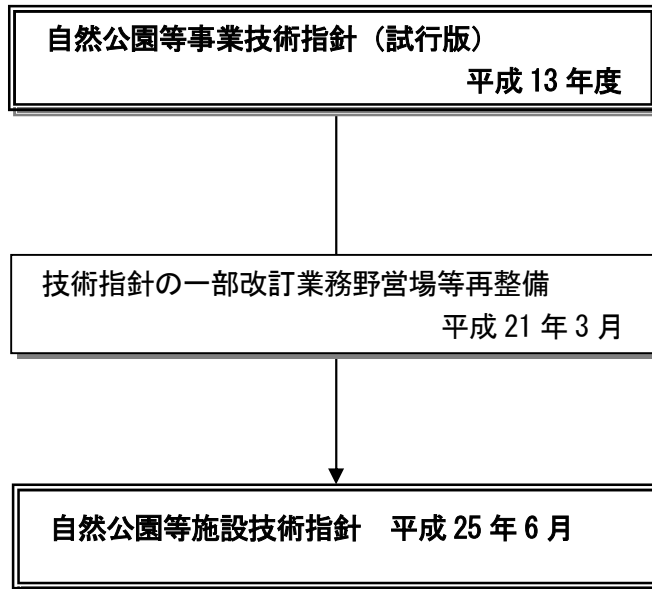 自然公園等事業技術指針（試行版）
平成 13 年度
技術指針の一部改訂業務野営場等再整備
平成 21 年 3 月
自然公園等施設技術指針　平成 25 年 6 月